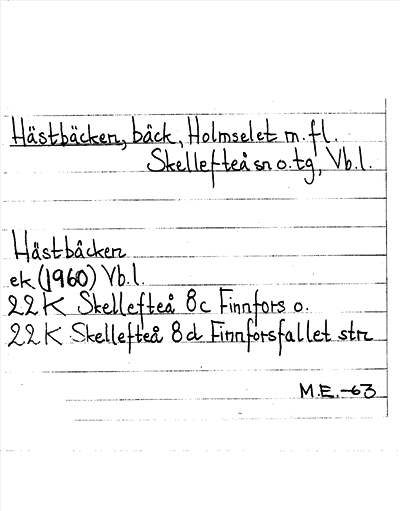 Hästbäcken, bäck, Holmselet m.fl.
Skellefteå sn o.tg, Vb.l.
Hästbäcken
ek (1960) Vb.l.
22 K Skellefteå 8c Finnfors o.
22 K Skellefteå 8d Finnforsfallet str
M.E.-63